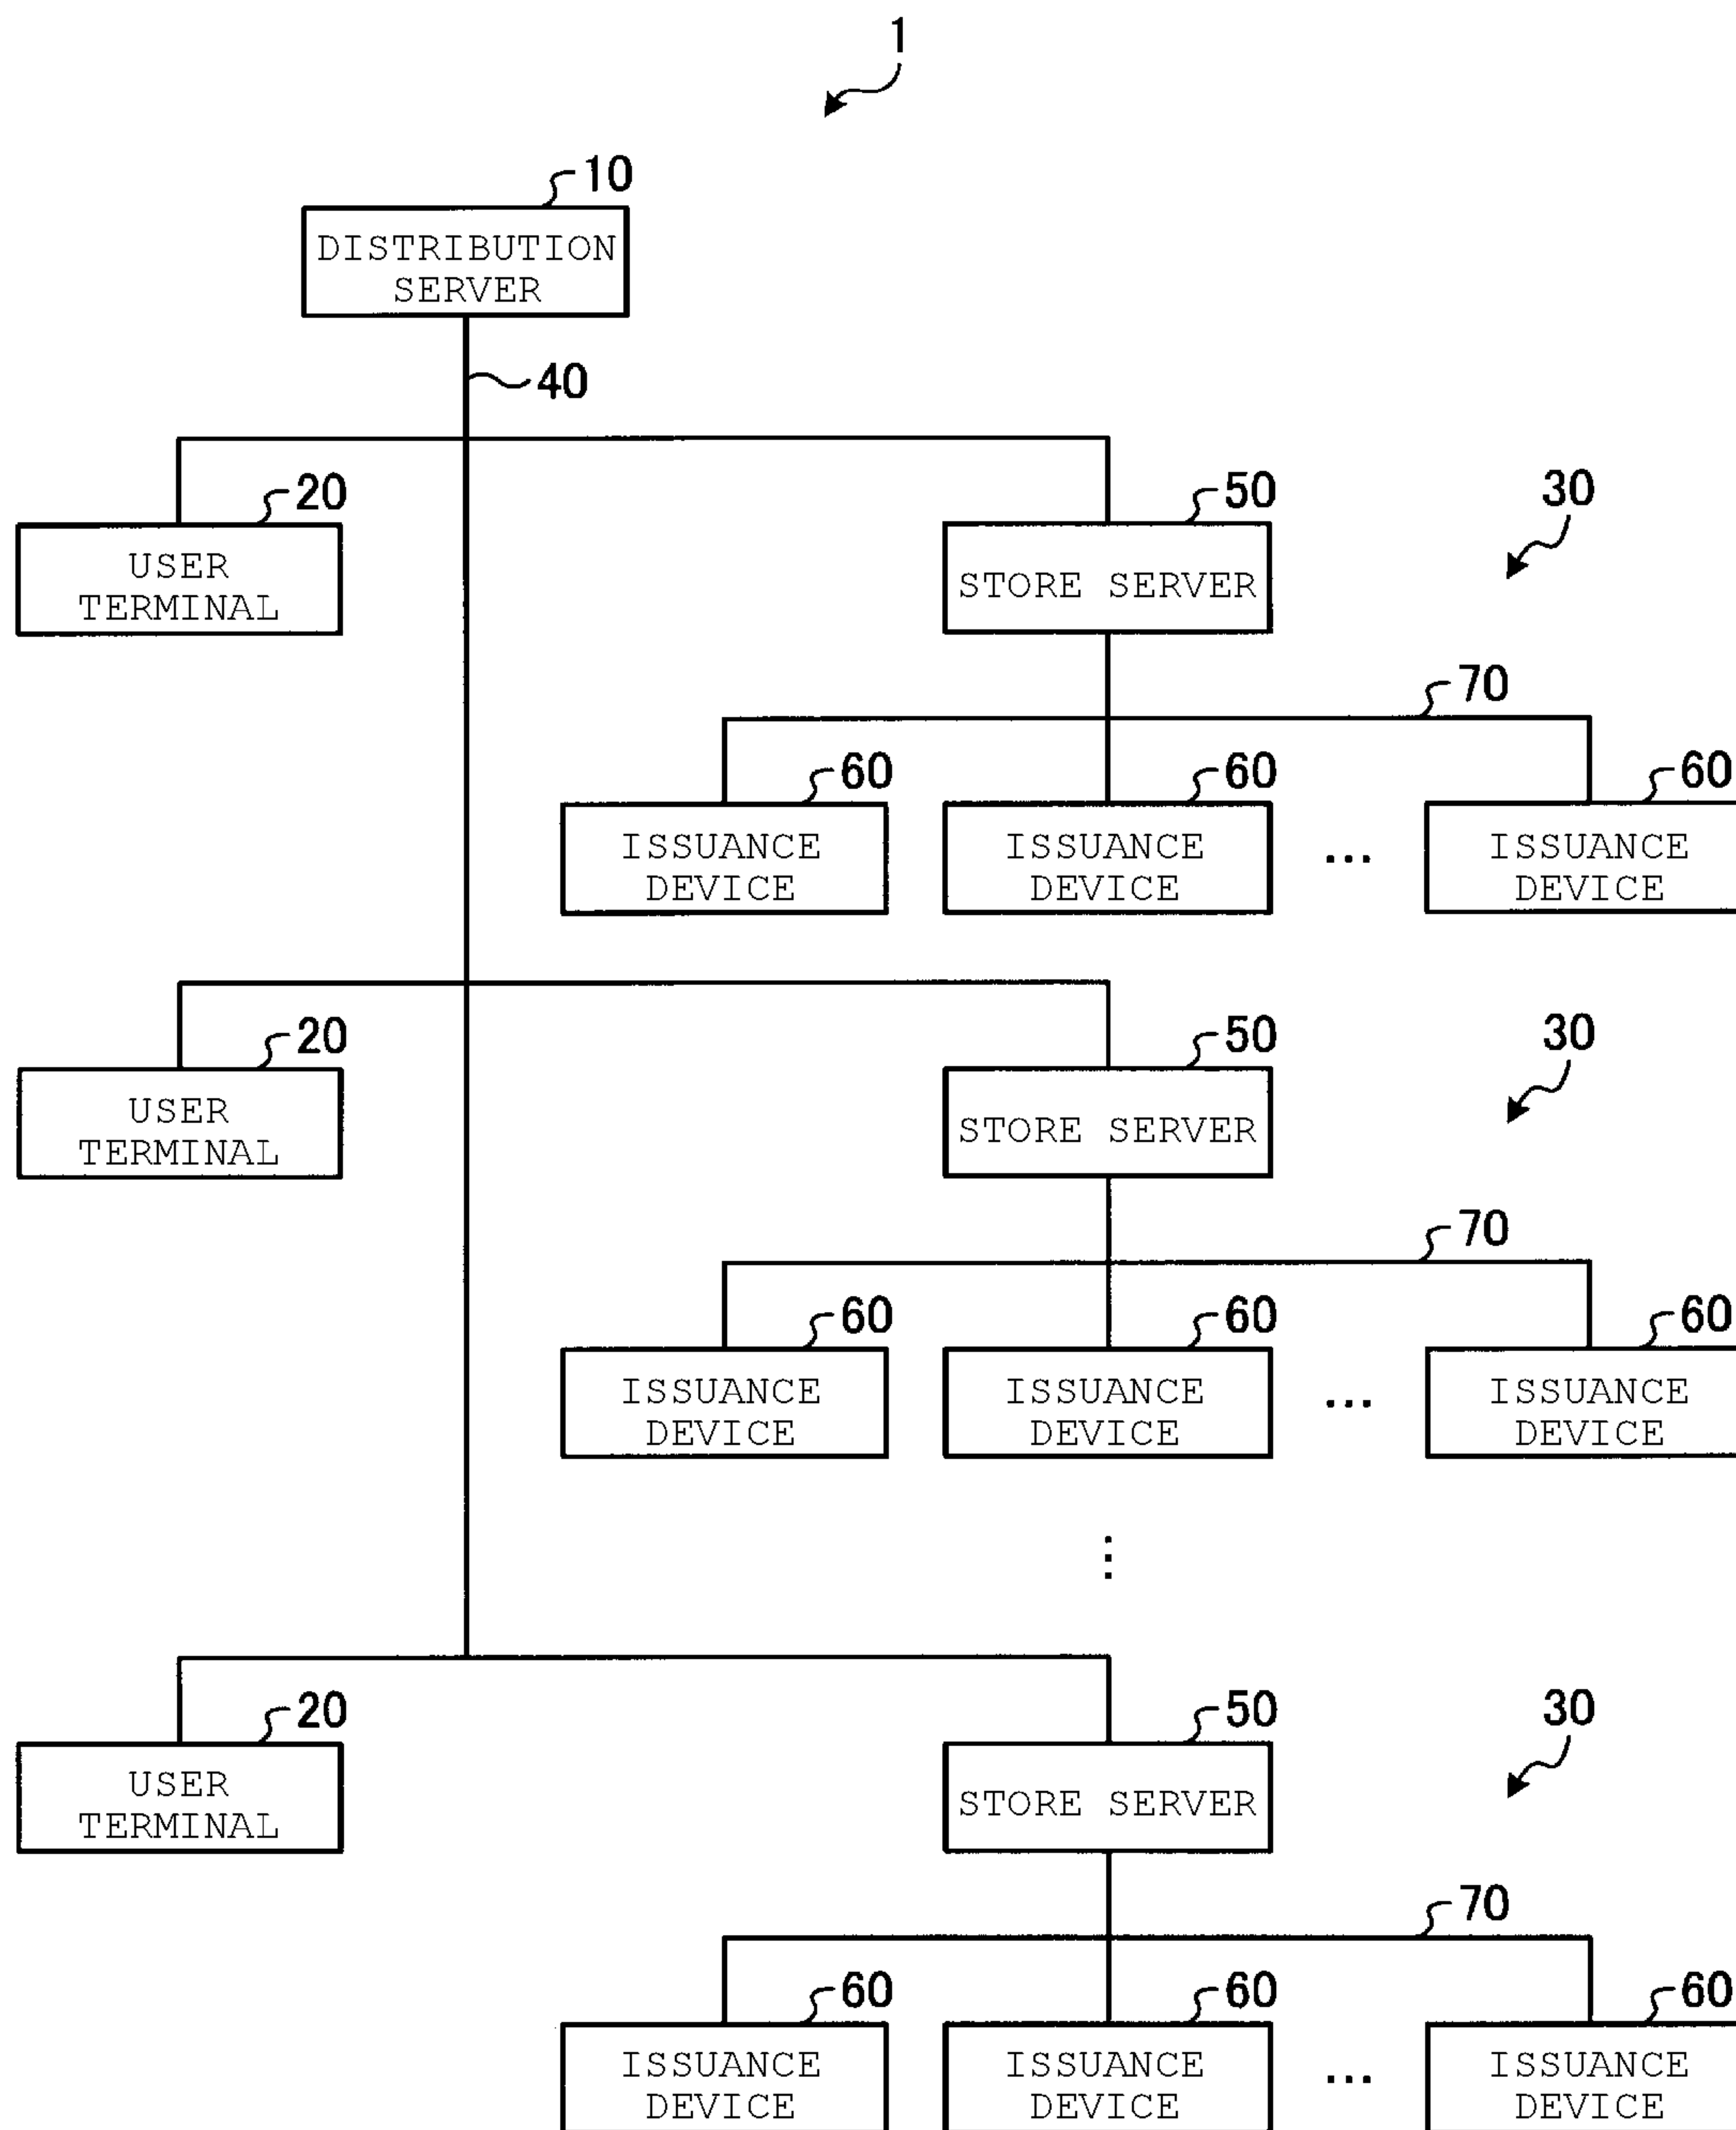 1
10
DISTRIBUTION
SERVER
40
20
50
30
USER
TERMINAL
STORE SERVER
70
60
60
60
ISSUANCE
DEVICE
ISSUANCE
DEVICE
...
ISSUANCE
DEVICE
20
50
30
USER
TERMINAL
STORE SERVER
70
60
60
60
ISSUANCE
DEVICE
ISSUANCE
DEVICE
...
ISSUANCE
DEVICE
⋮
20
50
30
USER
TERMINAL
STORE SERVER
70
60
60
60
ISSUANCE
DEVICE
ISSUANCE
DEVICE
...
ISSUANCE
DEVICE